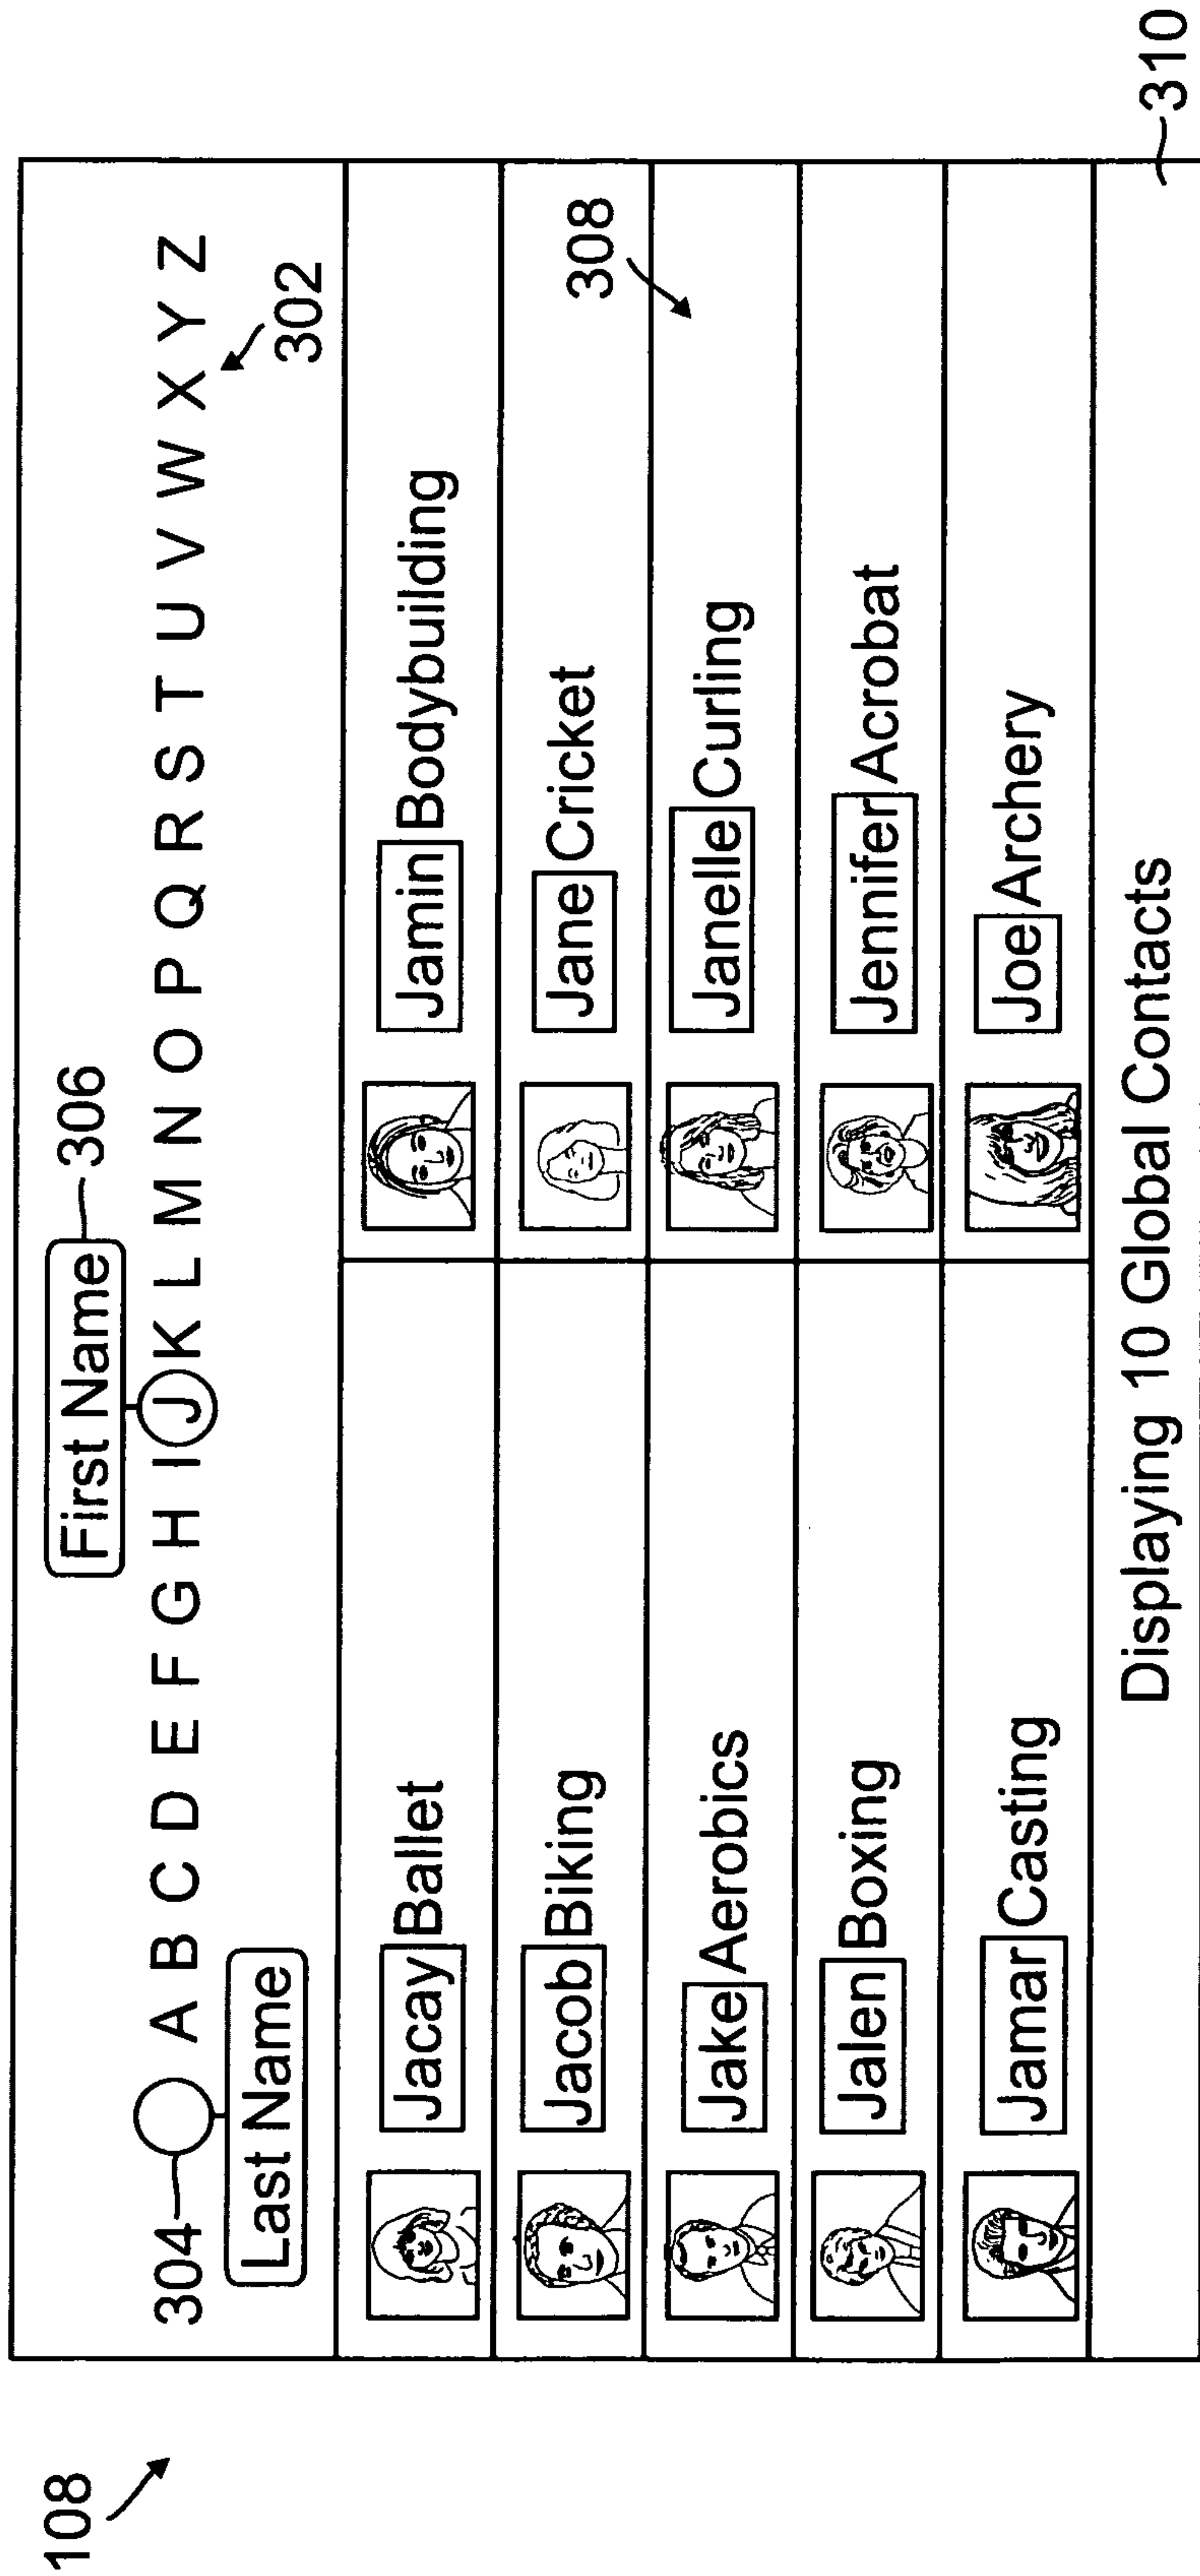 108
First Name 306
304 A B C D E F G H I J K L M N O P Q R S T U V W X Y Z
Last Name 302
Jacay Ballet Jamin Bodybuilding
Jacob Biking Jane Cricket 308
Jake Aerobics Janelle Curling
Jalen Boxing Jennifer Acrobat
Jamar Casting Joe Archery
Displaying 10 Global Contacts 310